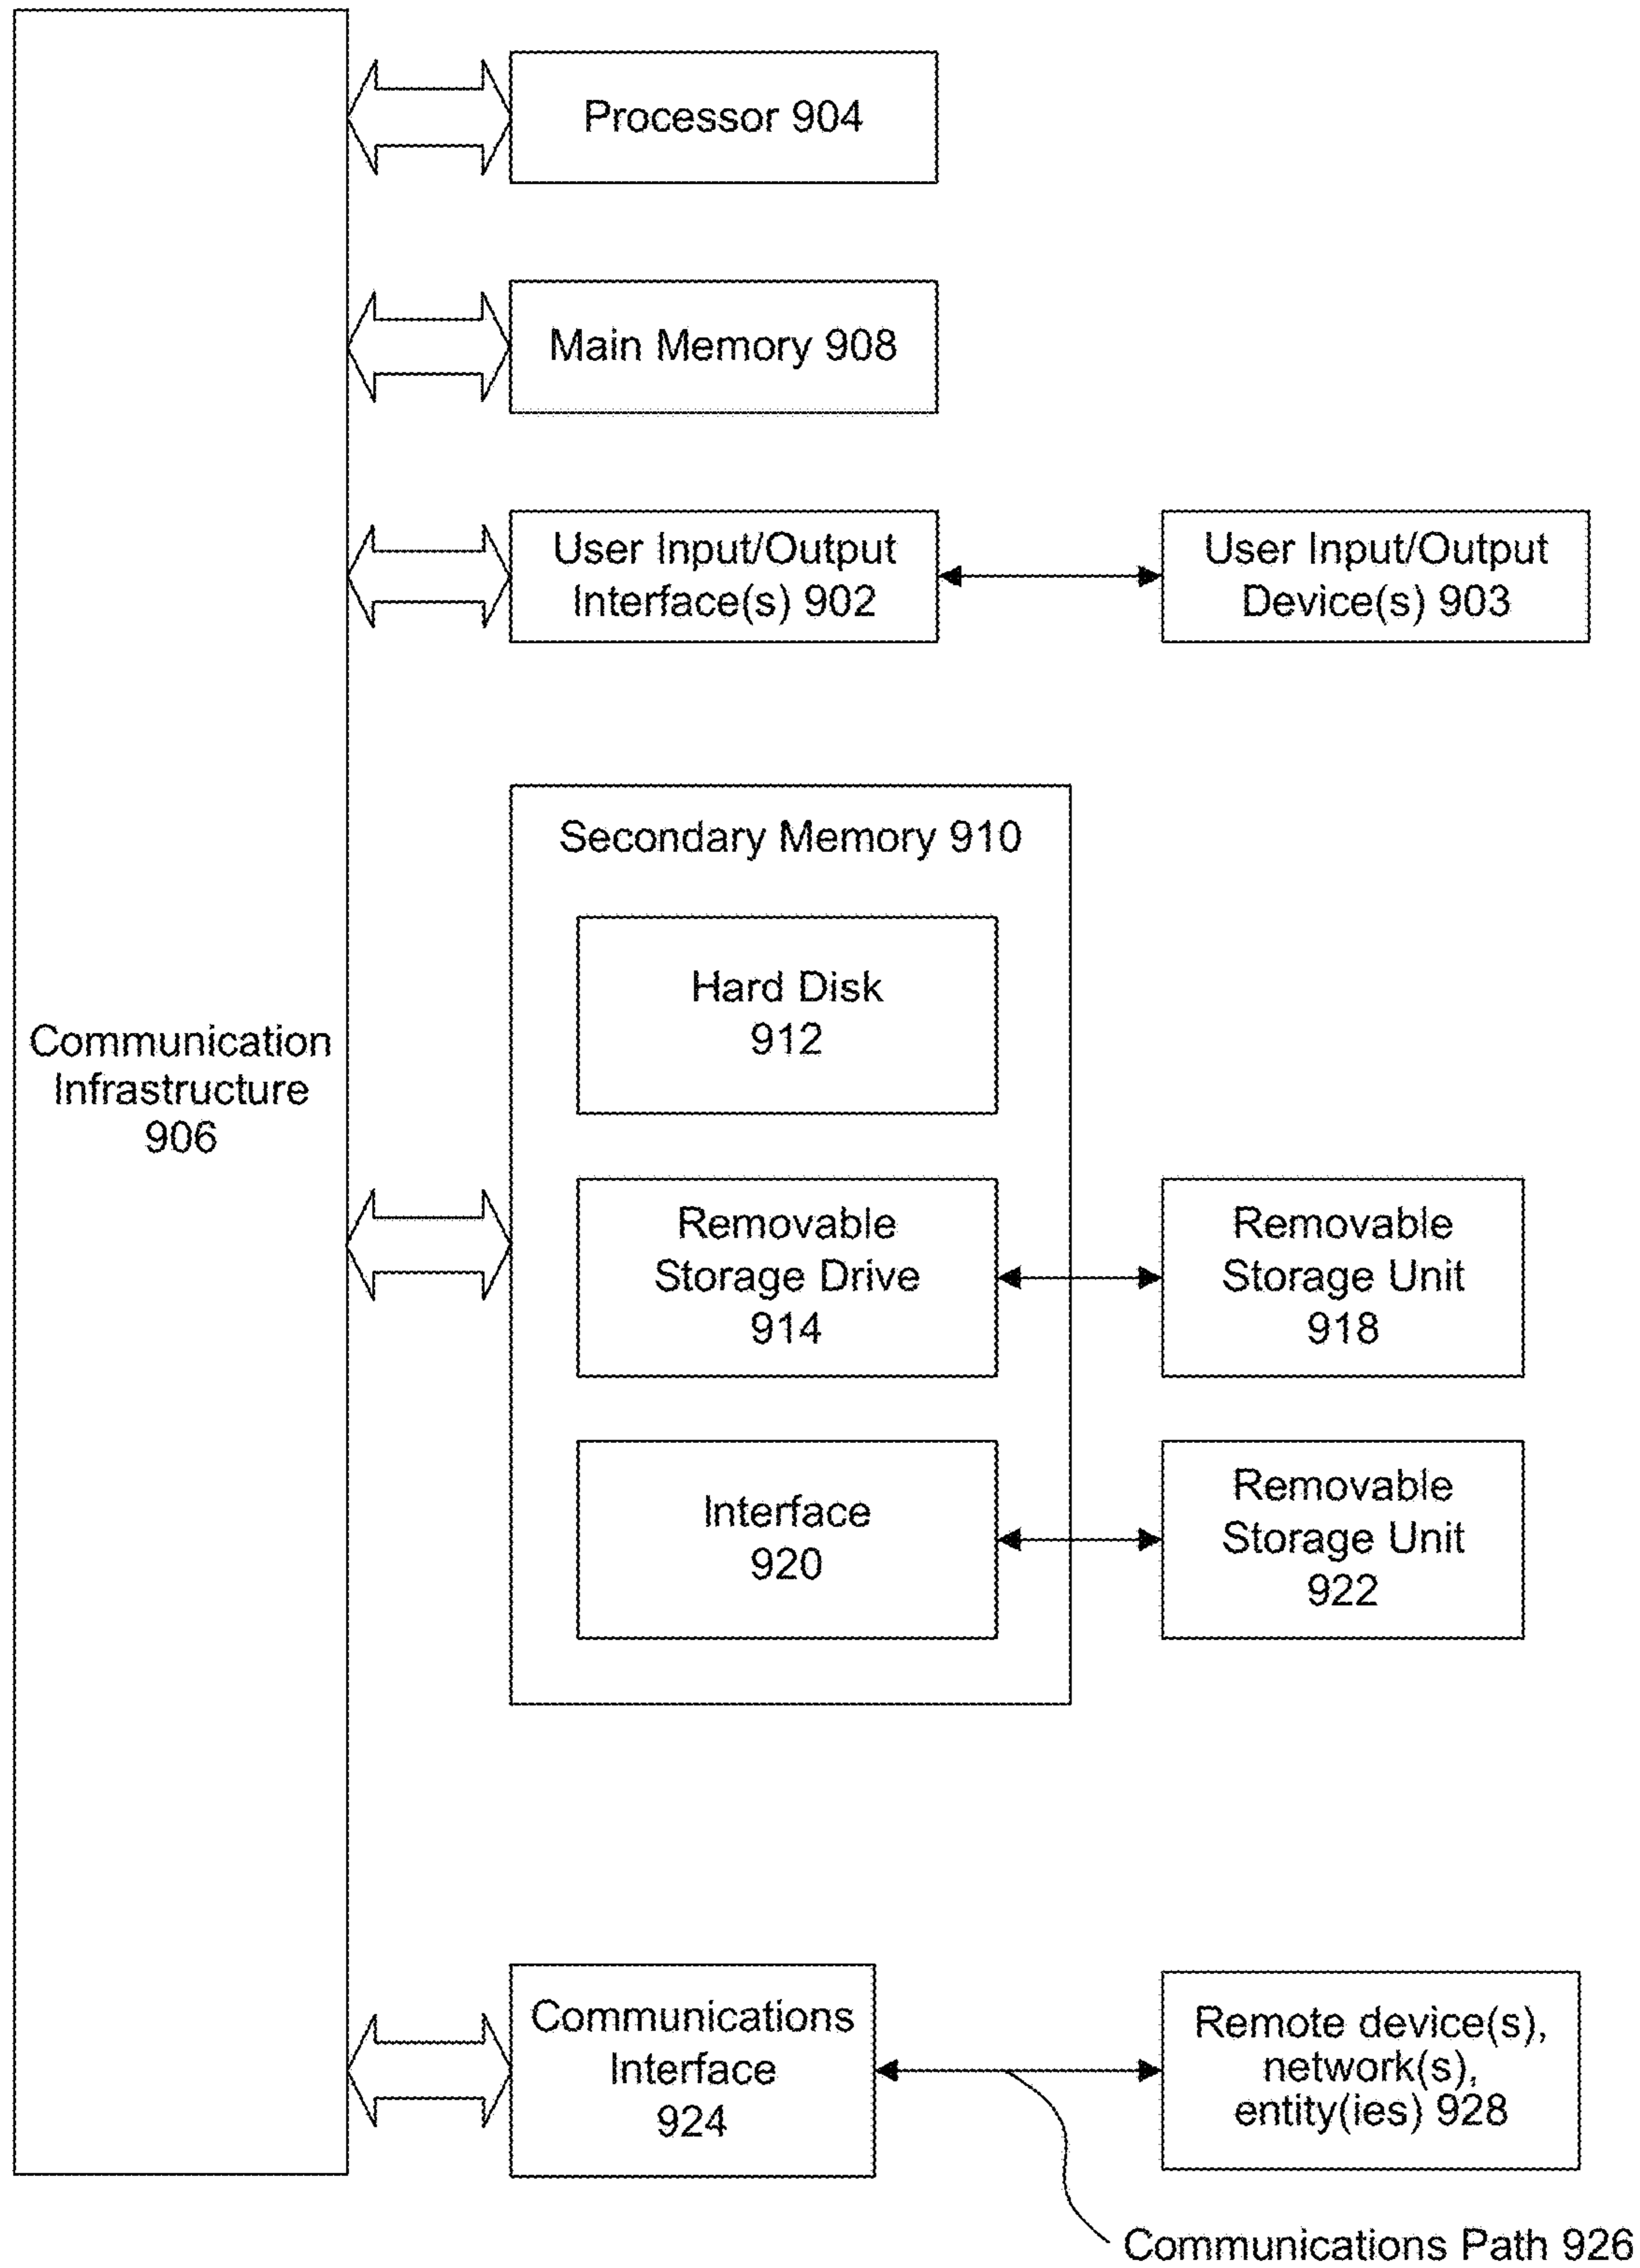 Processor 904
Main Memory 908
User Input/Output
Interface(s) 902
User Input/Output
Device(s) 903
Secondary Memory 910
Hard Disk
912
Communication
Infrastructure
906
Removable
Storage Drive
914
Removable
Storage Unit
918
Interface
920
Removable
Storage Unit
922
Communications
Interface
924
Remote device(s),
network(s),
entity(ies) 928
Communications Path 926